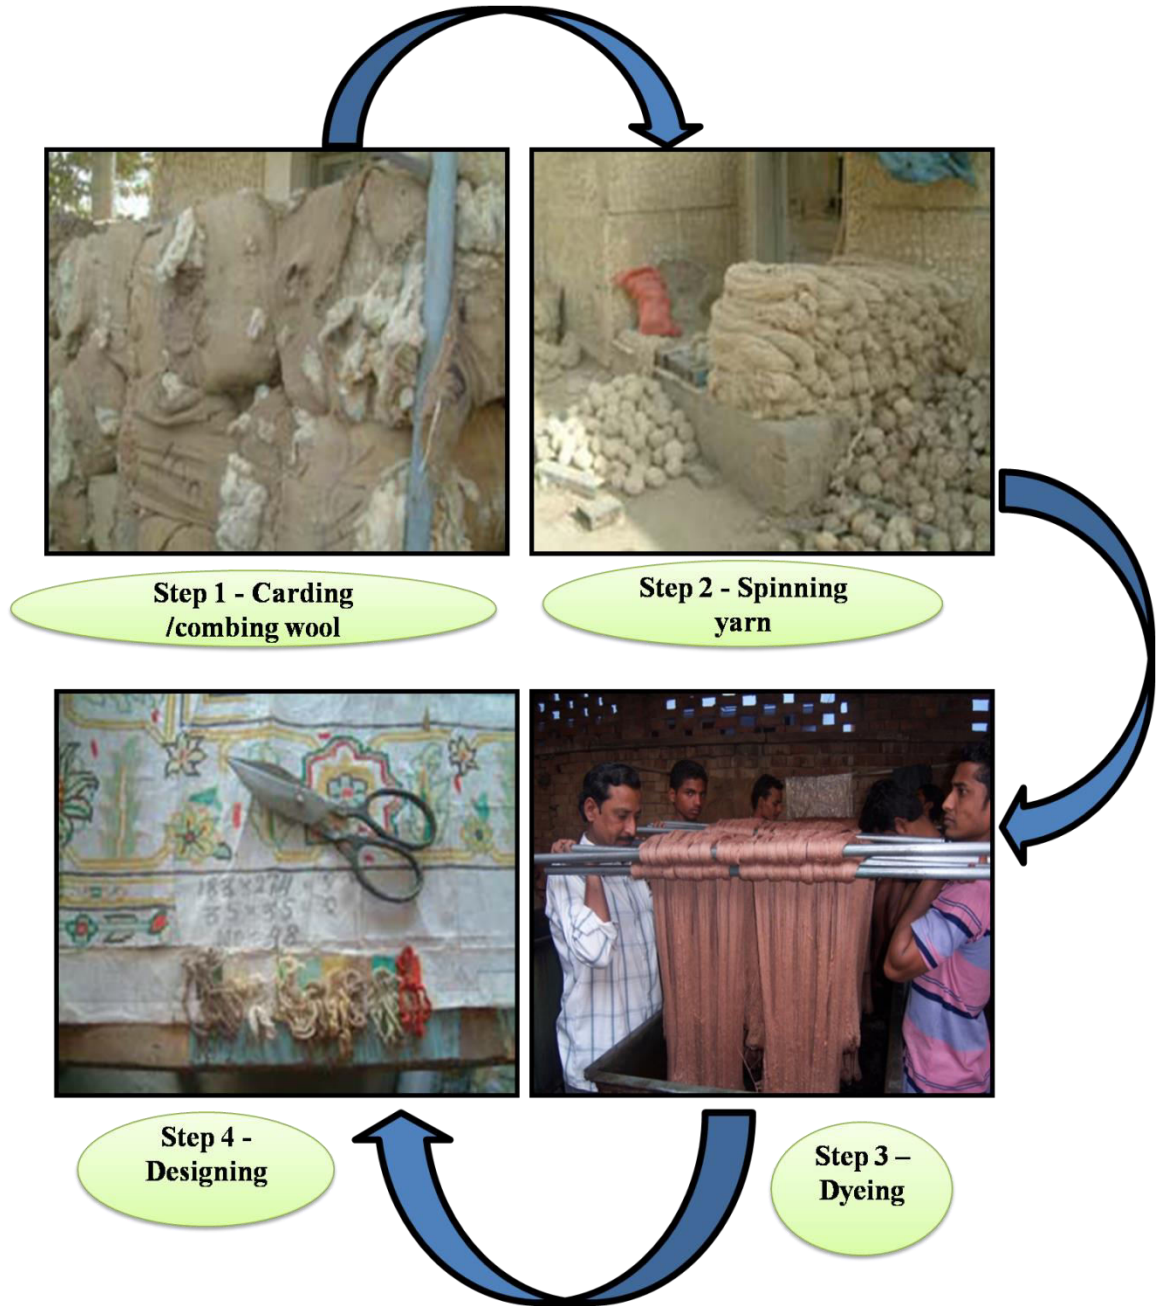 Step 1 - Carding
/combing wool
Step 2 - Spinning
yarn
Step 4 -
Designing
Step 3 –
Dyeing